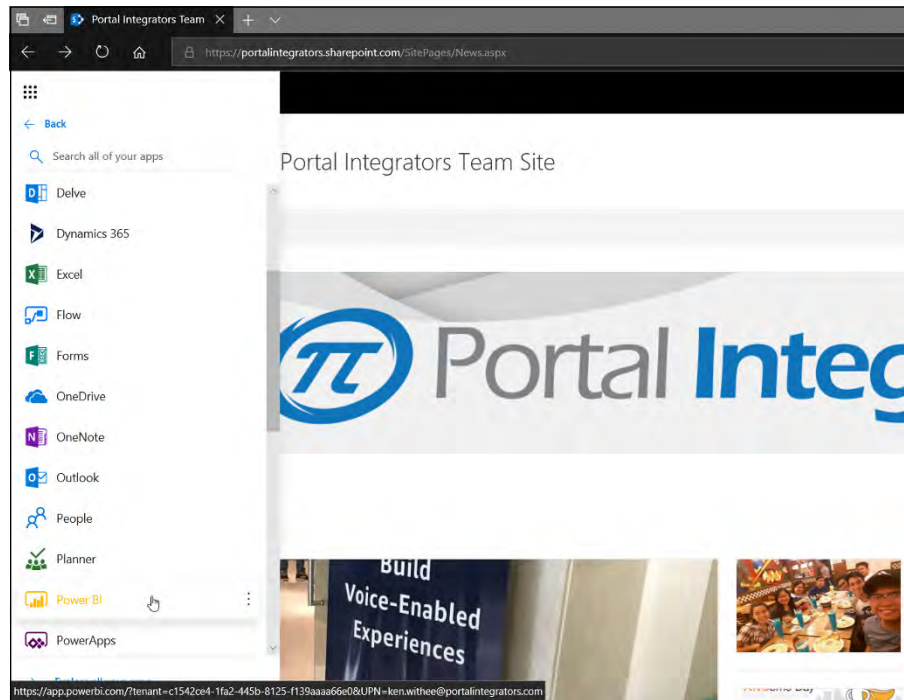 Portal Integrators Team
https://portalintegrators.sharepoint.com/SitePages/News.aspx
Back
Search all of your apps
Portal Integrators Team Site
Delve
Dynamics 365
Excel
Flow
Forms
OneDrive
OneNote
Outlook
People
Planner
Power BI
PowerApps
π Portal Integ
Build
Voice-Enabled
Experiences
https://app.powerbi.com/?tenant=c1542ce4-1fa2-445b-8125-f139aaaa66e0&UPN=ken.withee@portalintegrators.com